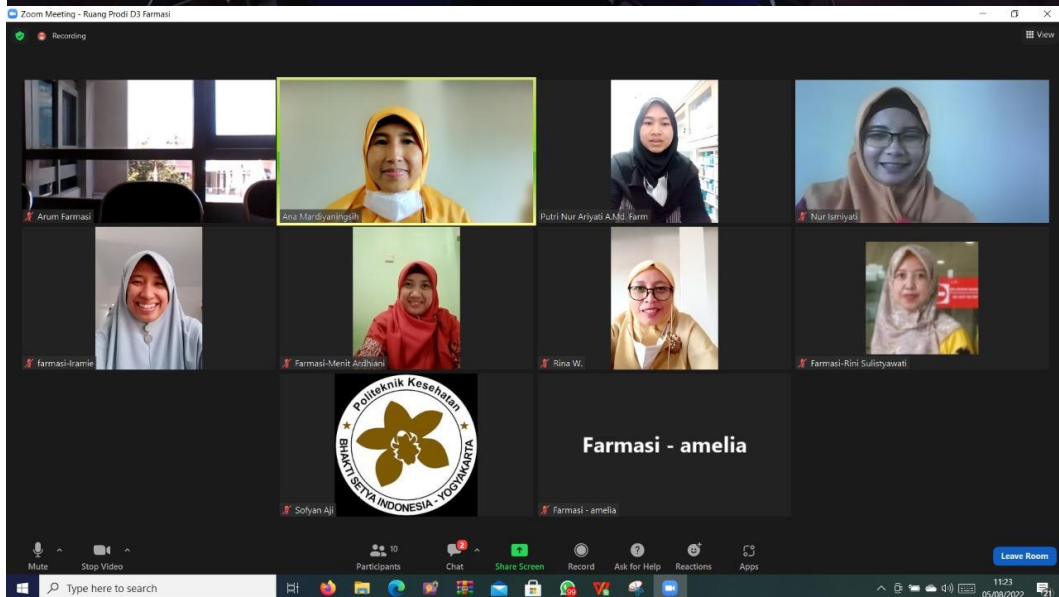 Zoom Meeting - Ruang Prodi D3 Farmasi
Recording
View
Arum Farmasi
Ana Mardiyaningsih
Putri Nur Ariyati A.Md. Farm
Nur Ismiyati
farmasi-Iramie
Farmasi-Menit Ardhiani
Rina W.
Farmasi-Rini Sulistyawati
Politeknik Kesehatan
BHAKTI SETYA INDONESIA - YOGYAKARTA
Sofyan Aji
Farmasi - amelia
Farmasi - amelia
Mute
Stop Video
10
Participants
2
Chat
Share Screen
Record
Ask for Help
Reactions
Apps
Leave Room
Type here to search
99
11:23
05/08/2022
21